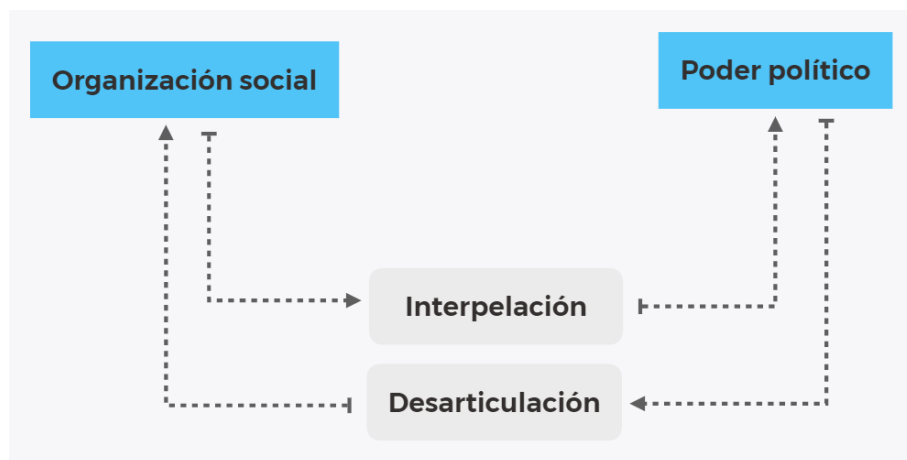 Organización social
Poder político
Interpelación
Desarticulación